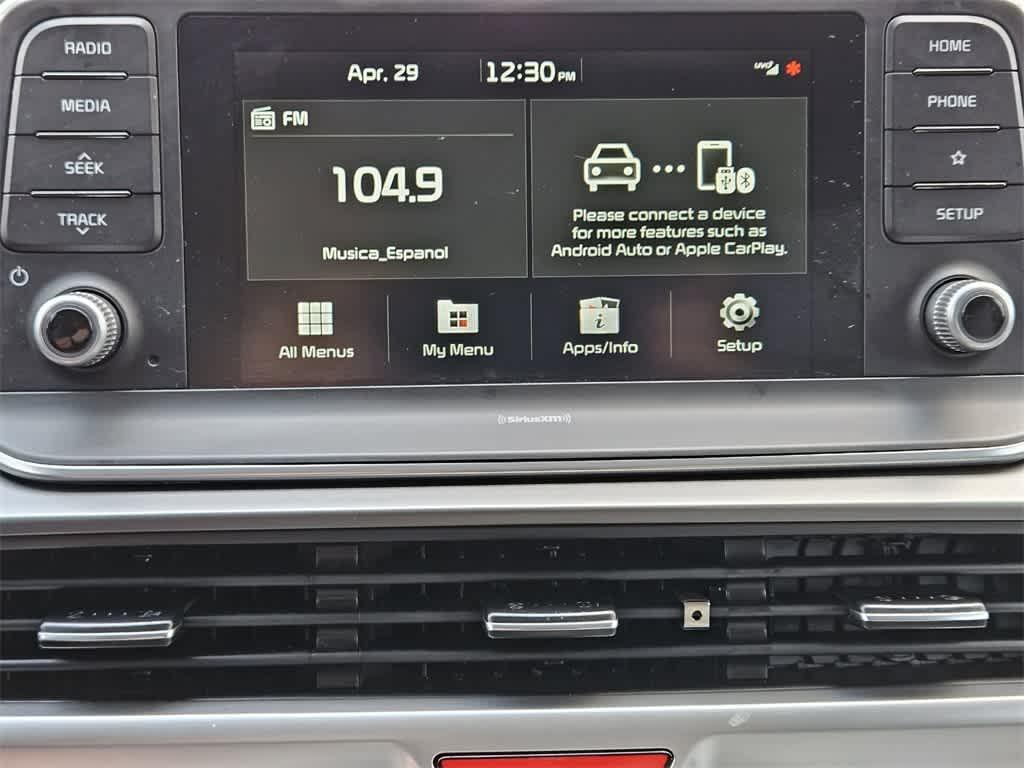 RADIO
MEDIA
SEEK
TRACK
Apr. 29
12:30 PM
UVO
FM
104.9
Musica_Espanol
Please connect a device
for more features such as
Android Auto or Apple CarPlay.
All Menus
My Menu
Apps/Info
Setup
HOME
PHONE
SETUP
SiriusXM